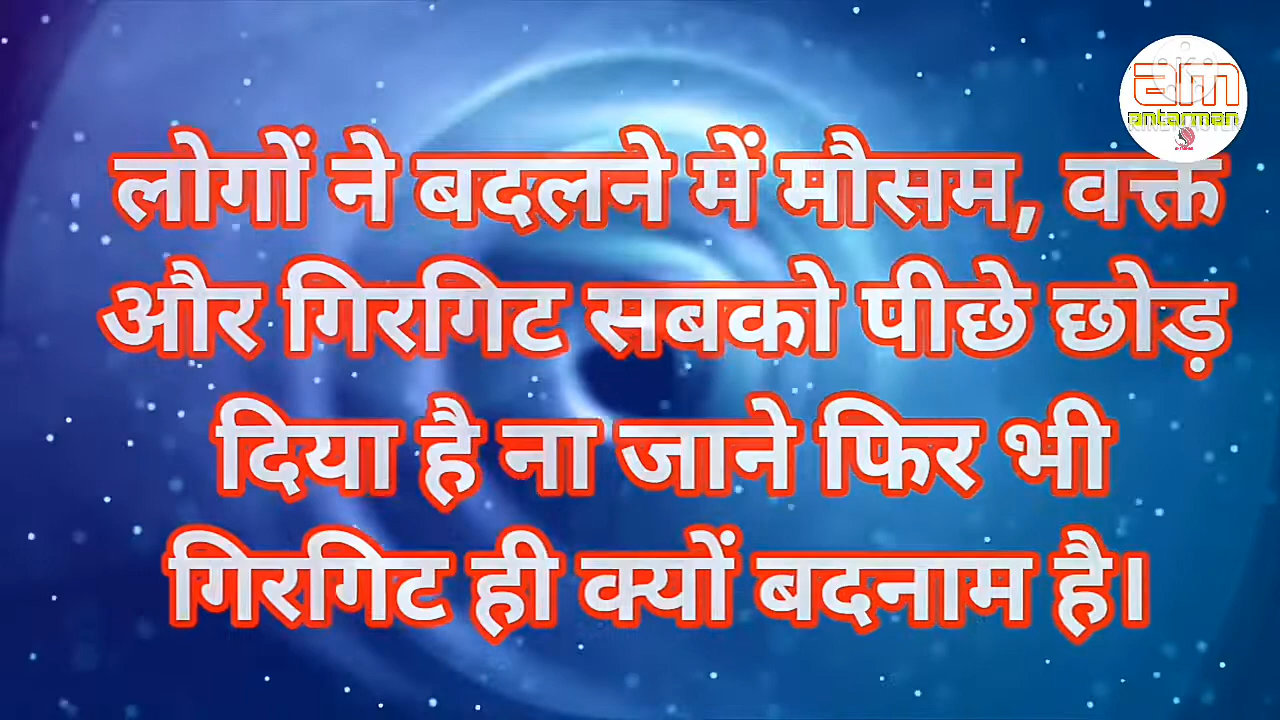 am
antarman
लोगों ने बदलने में मौसम, वक्त
और गिरगिट सबको पीछे छोड़
दिया है ना जाने फिर भी
गिरगिट ही क्यों बदनाम है।